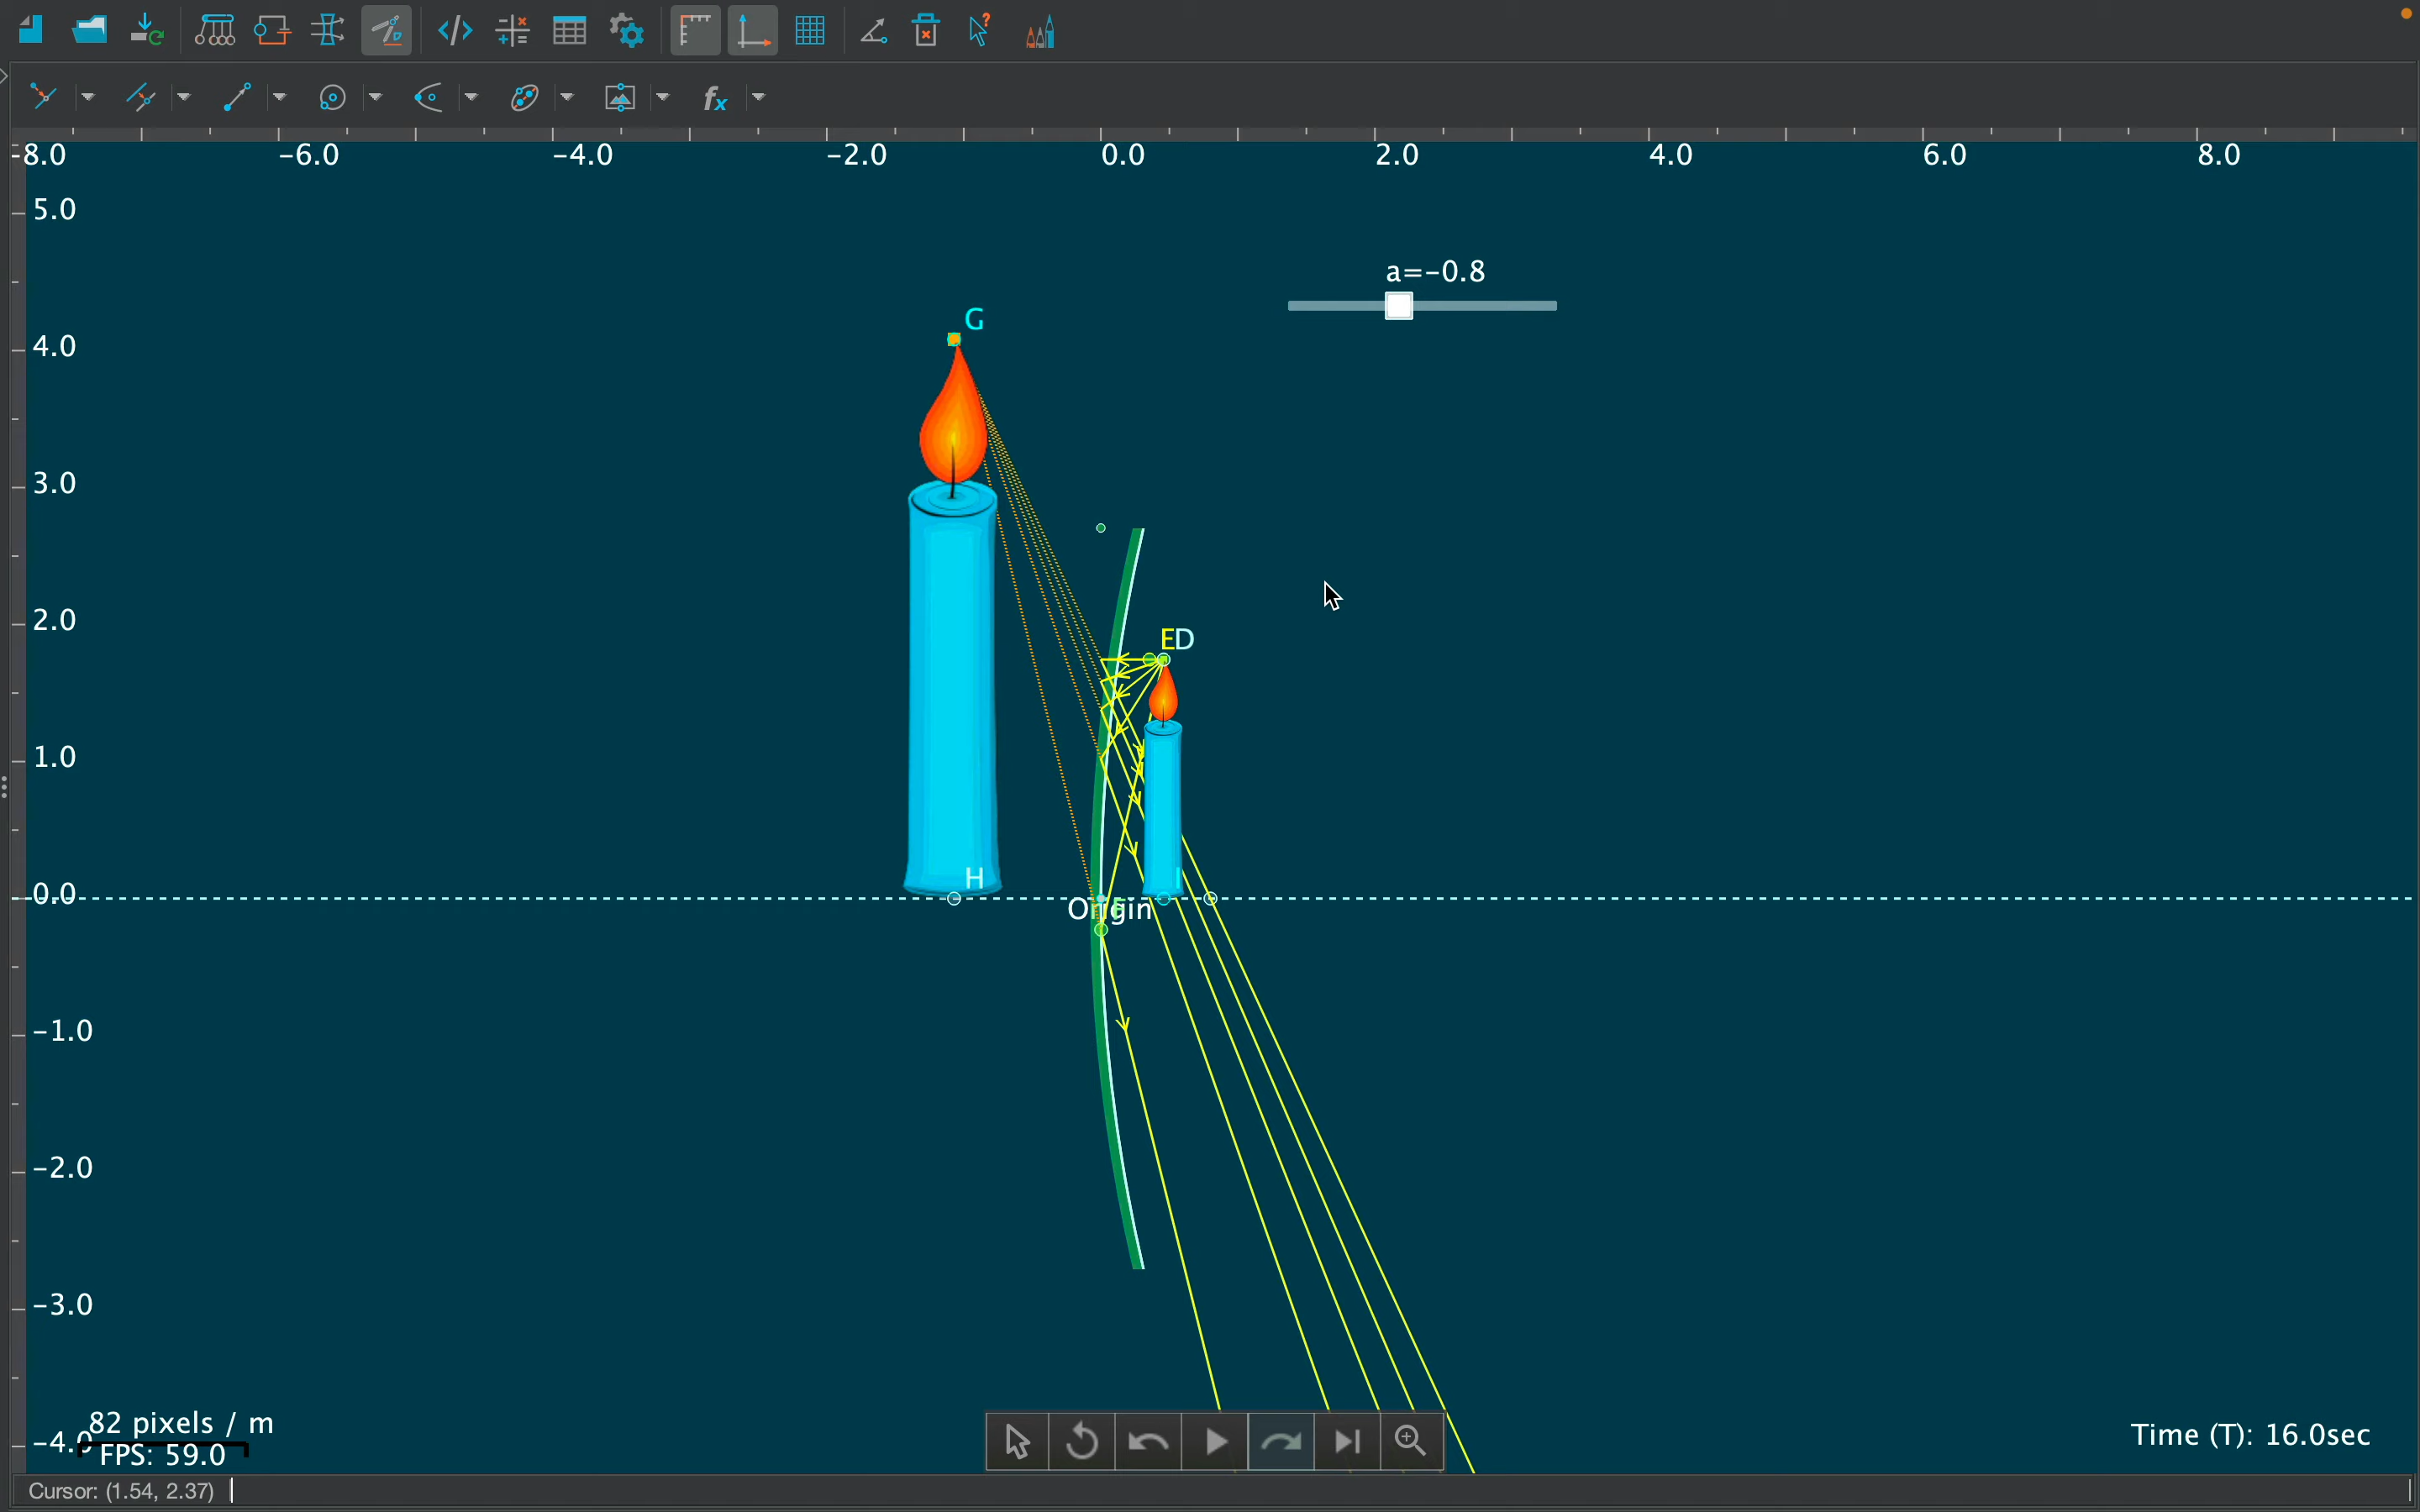 -8.0 -6.0 -4.0 -2.0 0.0 2.0 4.0 6.0 8.0
5.0
a=-0.8
G
4.0
3.0
2.0
ED
1.0
H
0.0
Origin
-1.0
-2.0
-3.0
82 pixels / m
Time (T): 16.0sec
-4.0
FPS: 59.0
Cursor: (1.54, 2.37)